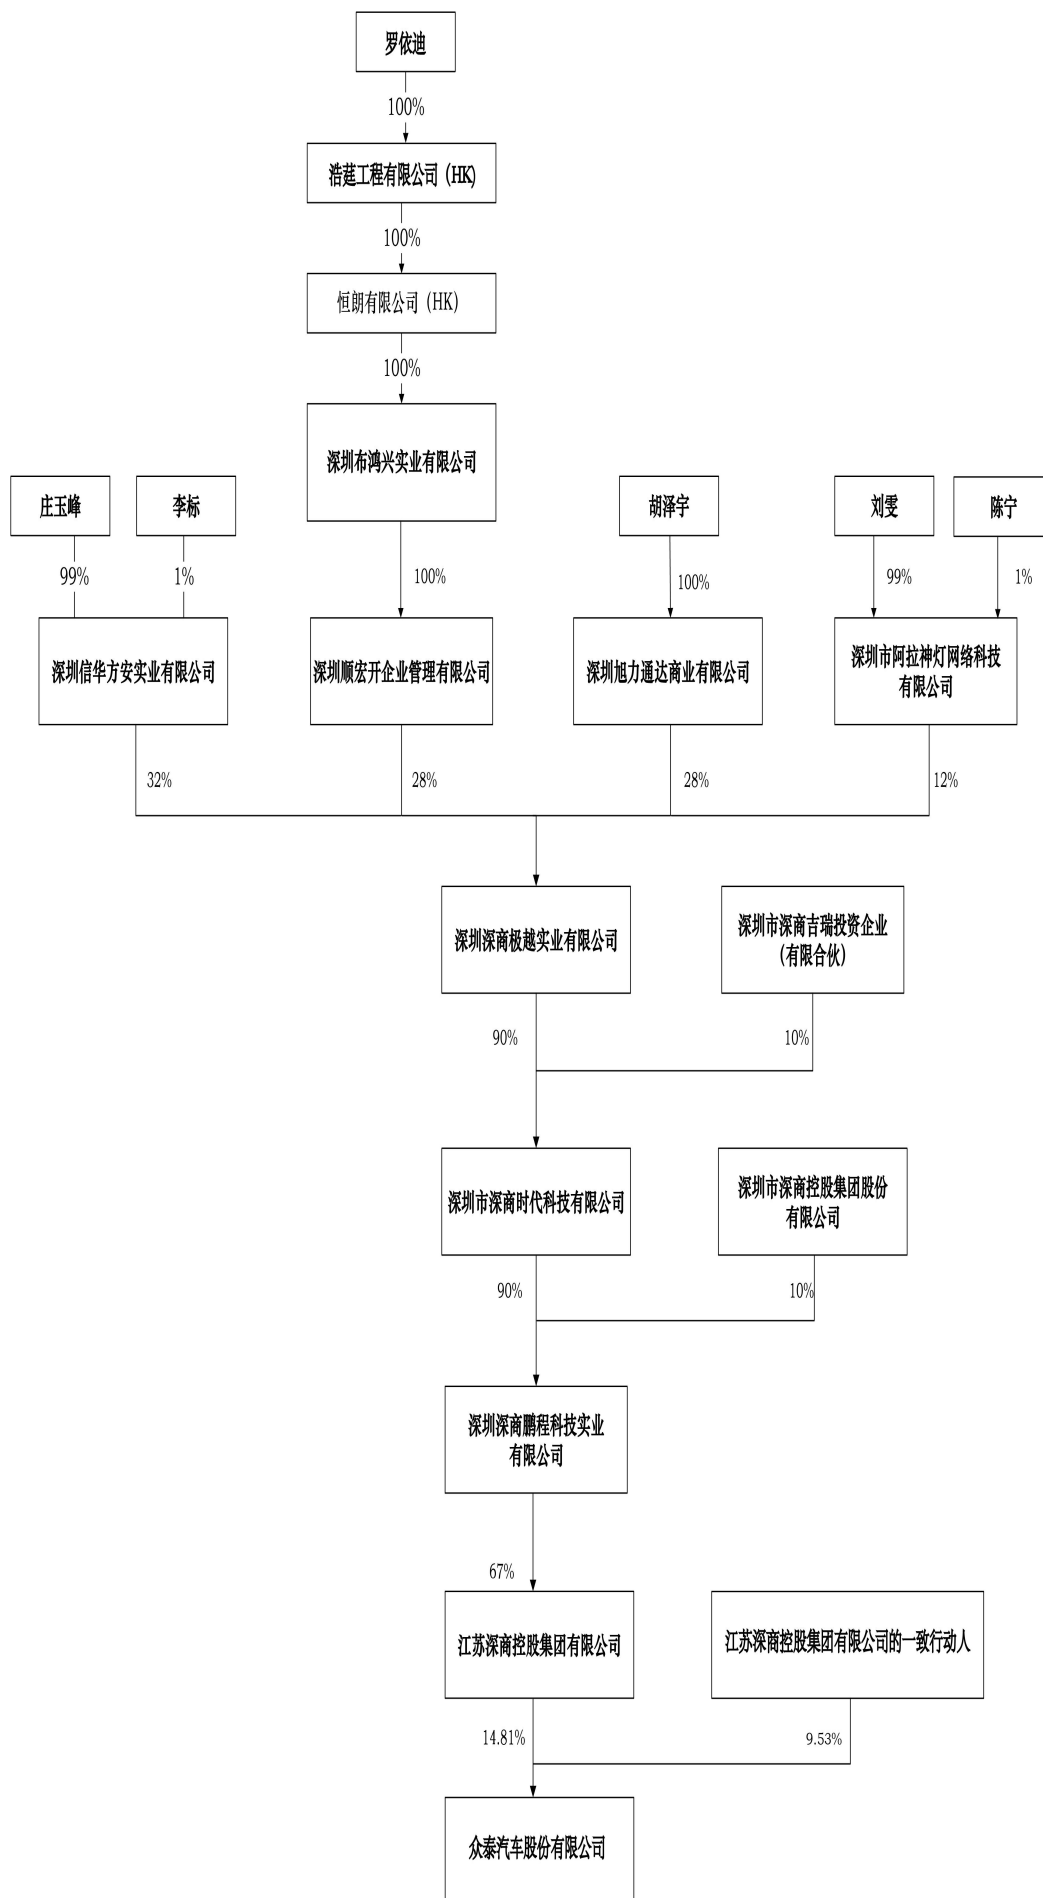 罗依迪
100%
浩莛工程有限公司（HK）
100%
恒朗有限公司（HK）
100%
深圳布鸿兴实业有限公司
庄玉峰
李标
胡泽宇
刘雯
陈宁
99%
1%
100%
100%
99%
1%
深圳信华方安实业有限公司
深圳顺宏开企业管理有限公司
深圳旭力通达商业有限公司
深圳市阿拉神灯网络科技
有限公司
32%
28%
28%
12%
深圳深商极越实业有限公司
深圳市深商吉瑞投资企业
（有限合伙）
90%
10%
深圳市深商时代科技有限公司
深圳市深商控股集团股份
有限公司
90%
10%
深圳深商鹏程科技实业
有限公司
67%
江苏深商控股集团有限公司
江苏深商控股集团有限公司的一致行动人
14.81%
9.53%
众泰汽车股份有限公司